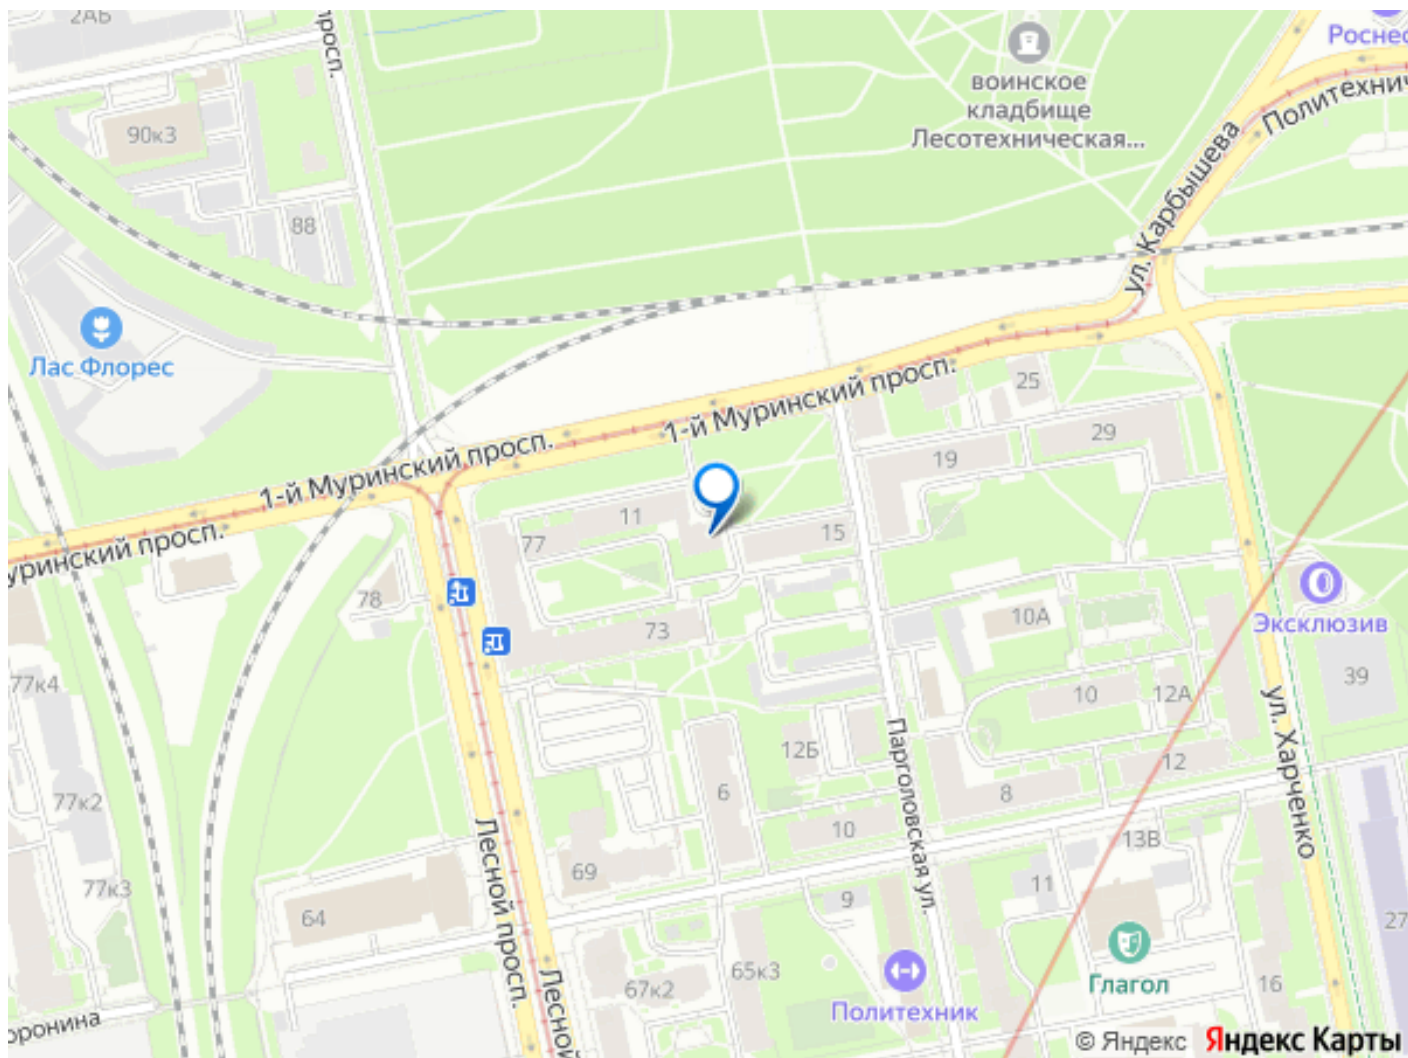 2АБ
просп.
Роснес
воинское
кладбище
Лесотехническая...
Политехнич
ул. Карбышева
90к3
88
Лас Флорес
1-й Муринский просп.
25
29
19
1-й Муринский просп.
11
15
77
уринский просп.
78
73
10А
Эксклюзив
39
77к4
10
12А
ул. Харченко
Парголовская ул.
12Б
12
6
8
77к2
10
13В
Лесной просп.
69
77к3
11
9
64
27
65к3
Глагол
16
67к2
Политехник
Лесной
оронина
© Яндекс Яндекс Карты